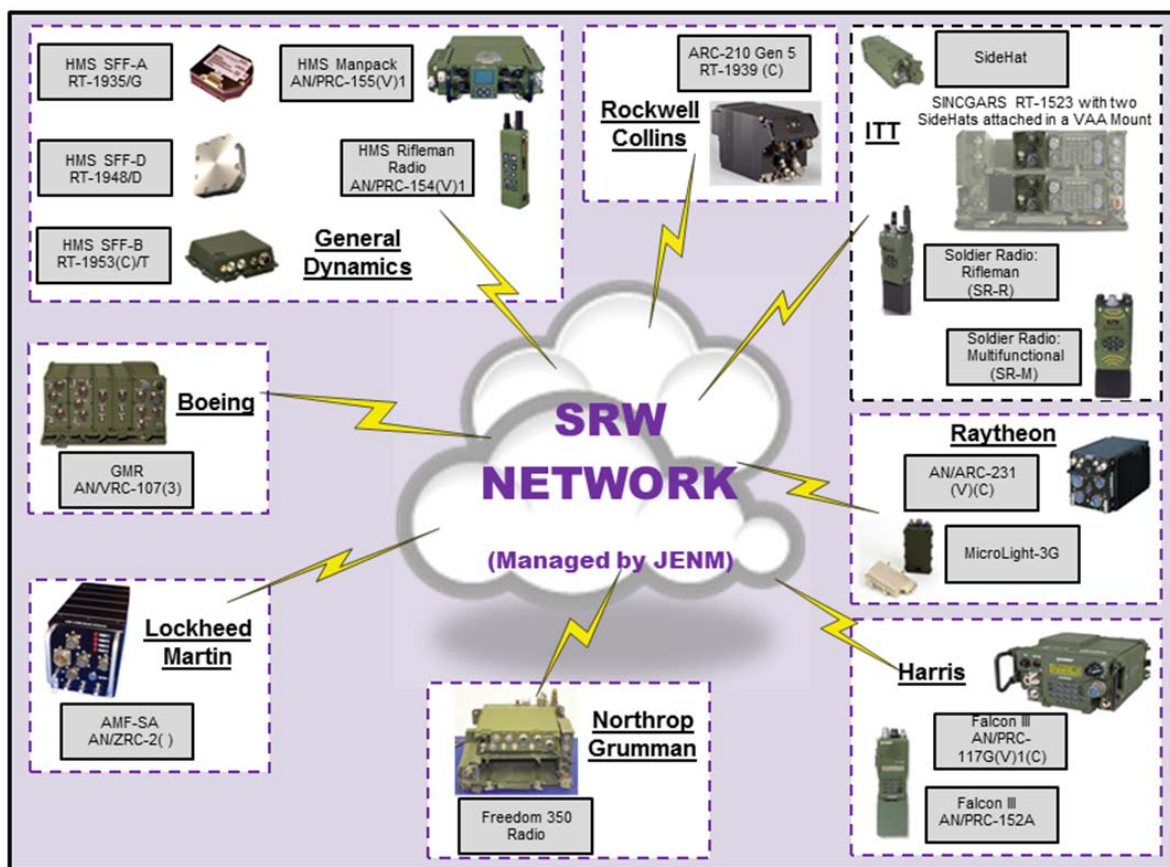 HMS SFF-A
RT-1935/G
HMS Manpack
AN/PRC-155(V)1
HMS SFF-D
RT-1948/D
HMS Rifleman
Radio
AN/PRC-154(V)1
HMS SFF-B
RT-1953(C)/T
General
Dynamics
ARC-210 Gen 5
RT-1939 (C)
Rockwell
Collins
SideHat
SINCGARS RT-1523 with two
SideHats attached in a VAA Mount
ITT
Soldier Radio:
Rifleman
(SR-R)
Soldier Radio:
Multifunctional
(SR-M)
Boeing
GMR
AN/VRC-107(3)
SRW
NETWORK
(Managed by JENM)
Raytheon
AN/ARC-231
(V)(C)
MicroLight-3G
Lockheed
Martin
AMF-SA
AN/ZRC-2( )
Northrop
Grumman
Freedom 350
Radio
Harris
Falcon III
AN/PRC-
117G(V)1(C)
Falcon III
AN/PRC-152A